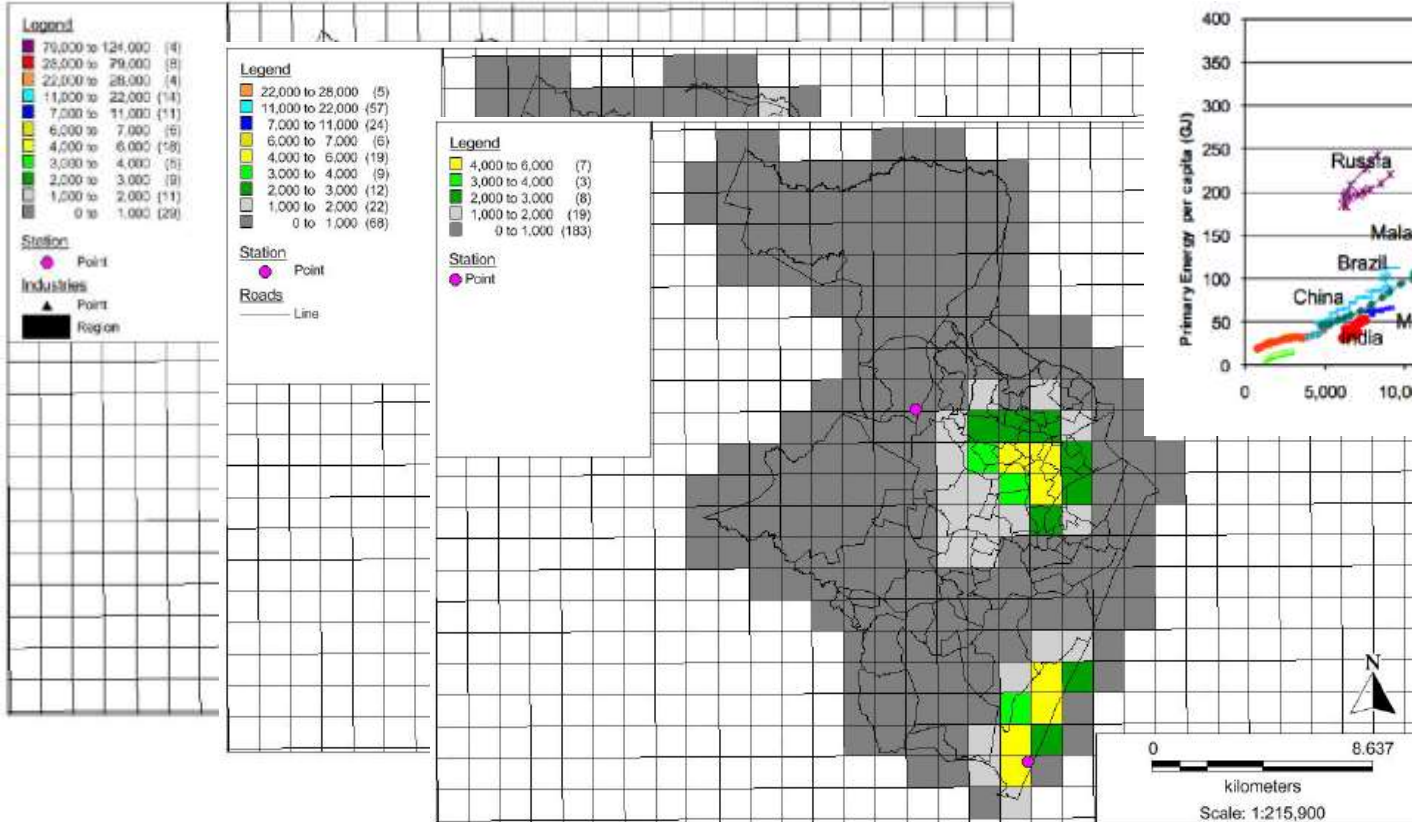 Legend
79,000 to 124,000 (4)
28,000 to 79,000 (8)
22,000 to 28,000 (4)
11,000 to 22,000 (14)
7,000 to 11,000 (11)
6,000 to 7,000 (6)
4,000 to 6,000 (18)
3,000 to 4,000 (5)
2,000 to 3,000 (9)
1,000 to 2,000 (11)
0 to 1,000 (29)
Station
Point
Industries
Point
Region
Legend
22,000 to 28,000 (5)
11,000 to 22,000 (57)
7,000 to 11,000 (24)
6,000 to 7,000 (6)
4,000 to 6,000 (19)
3,000 to 4,000 (9)
2,000 to 3,000 (12)
1,000 to 2,000 (22)
0 to 1,000 (68)
Station
Point
Roads
Line
Legend
4,000 to 6,000 (7)
3,000 to 4,000 (3)
2,000 to 3,000 (8)
1,000 to 2,000 (19)
0 to 1,000 (183)
Station
Point
Primary Energy per capita (GJ)
400
350
300
250
200
150
100
50
0
Russia
Mala
Brazil
China
M
India
0 5,000 10,0
N
0 8.637
kilometers
Scale: 1:215,900